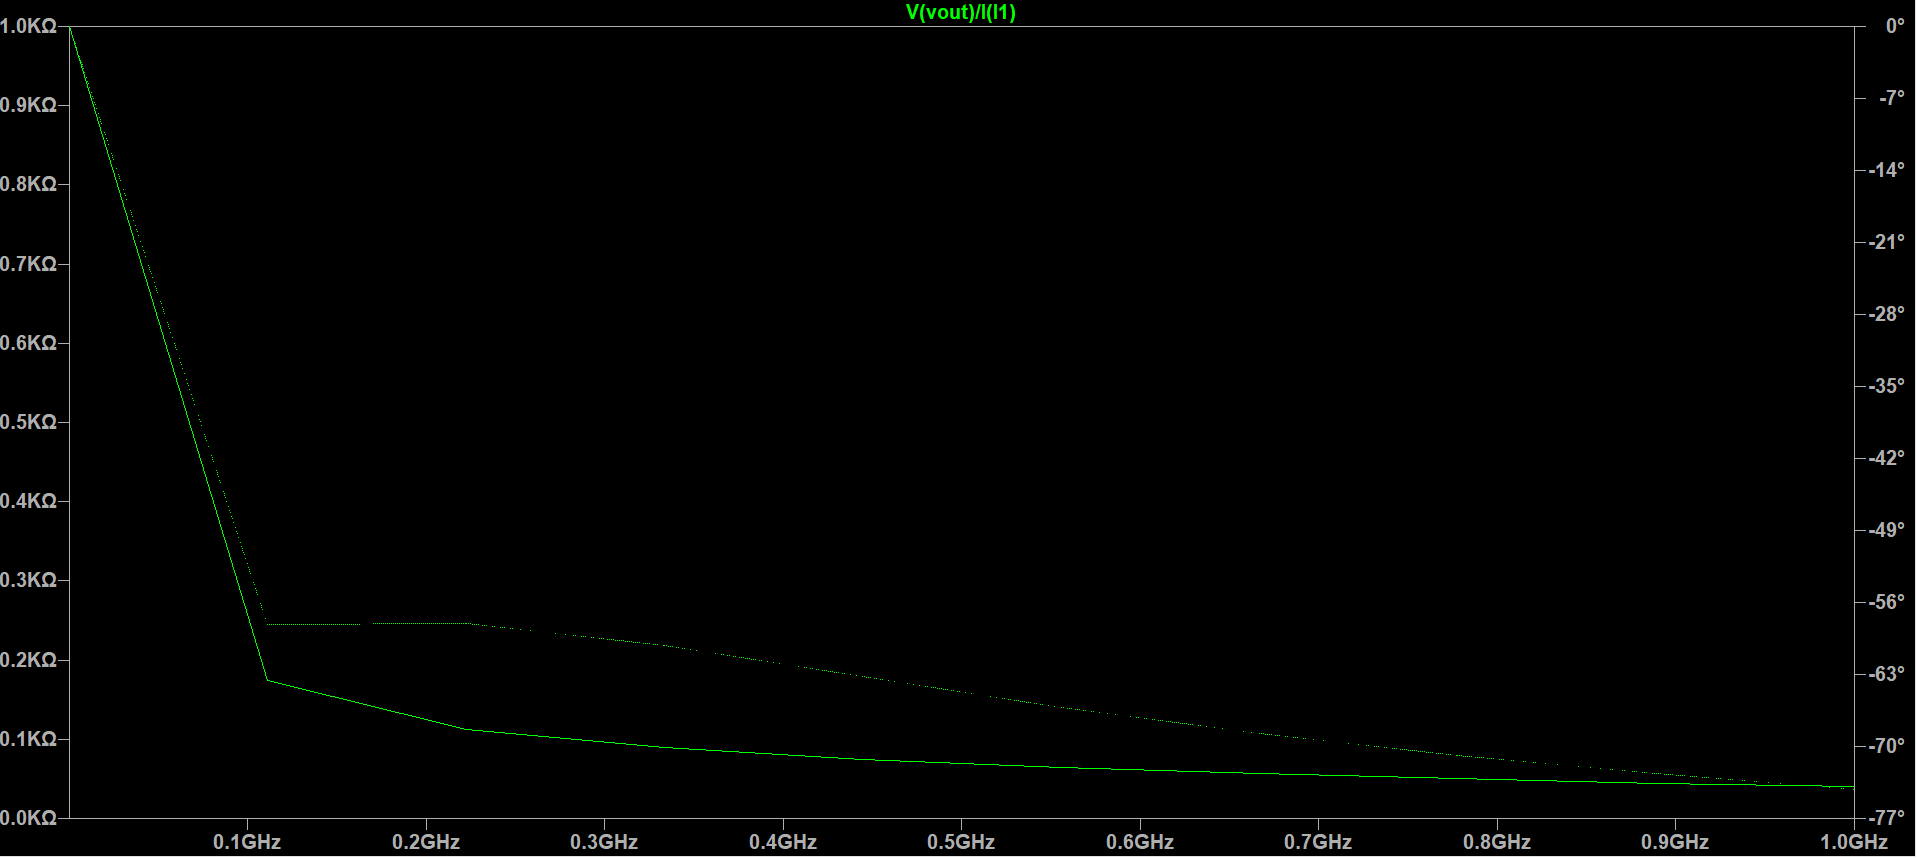 V(vout)/I(I1)
1.0KΩ
0.9KΩ
0.8KΩ
0.7KΩ
0.6KΩ
0.5KΩ
0.4KΩ
0.3KΩ
0.2KΩ
0.1KΩ
0.0KΩ
0°
-7°
-14°
-21°
-28°
-35°
-42°
-49°
-56°
-63°
-70°
-77°
0.1GHz 0.2GHz 0.3GHz 0.4GHz 0.5GHz 0.6GHz 0.7GHz 0.8GHz 0.9GHz 1.0GHz